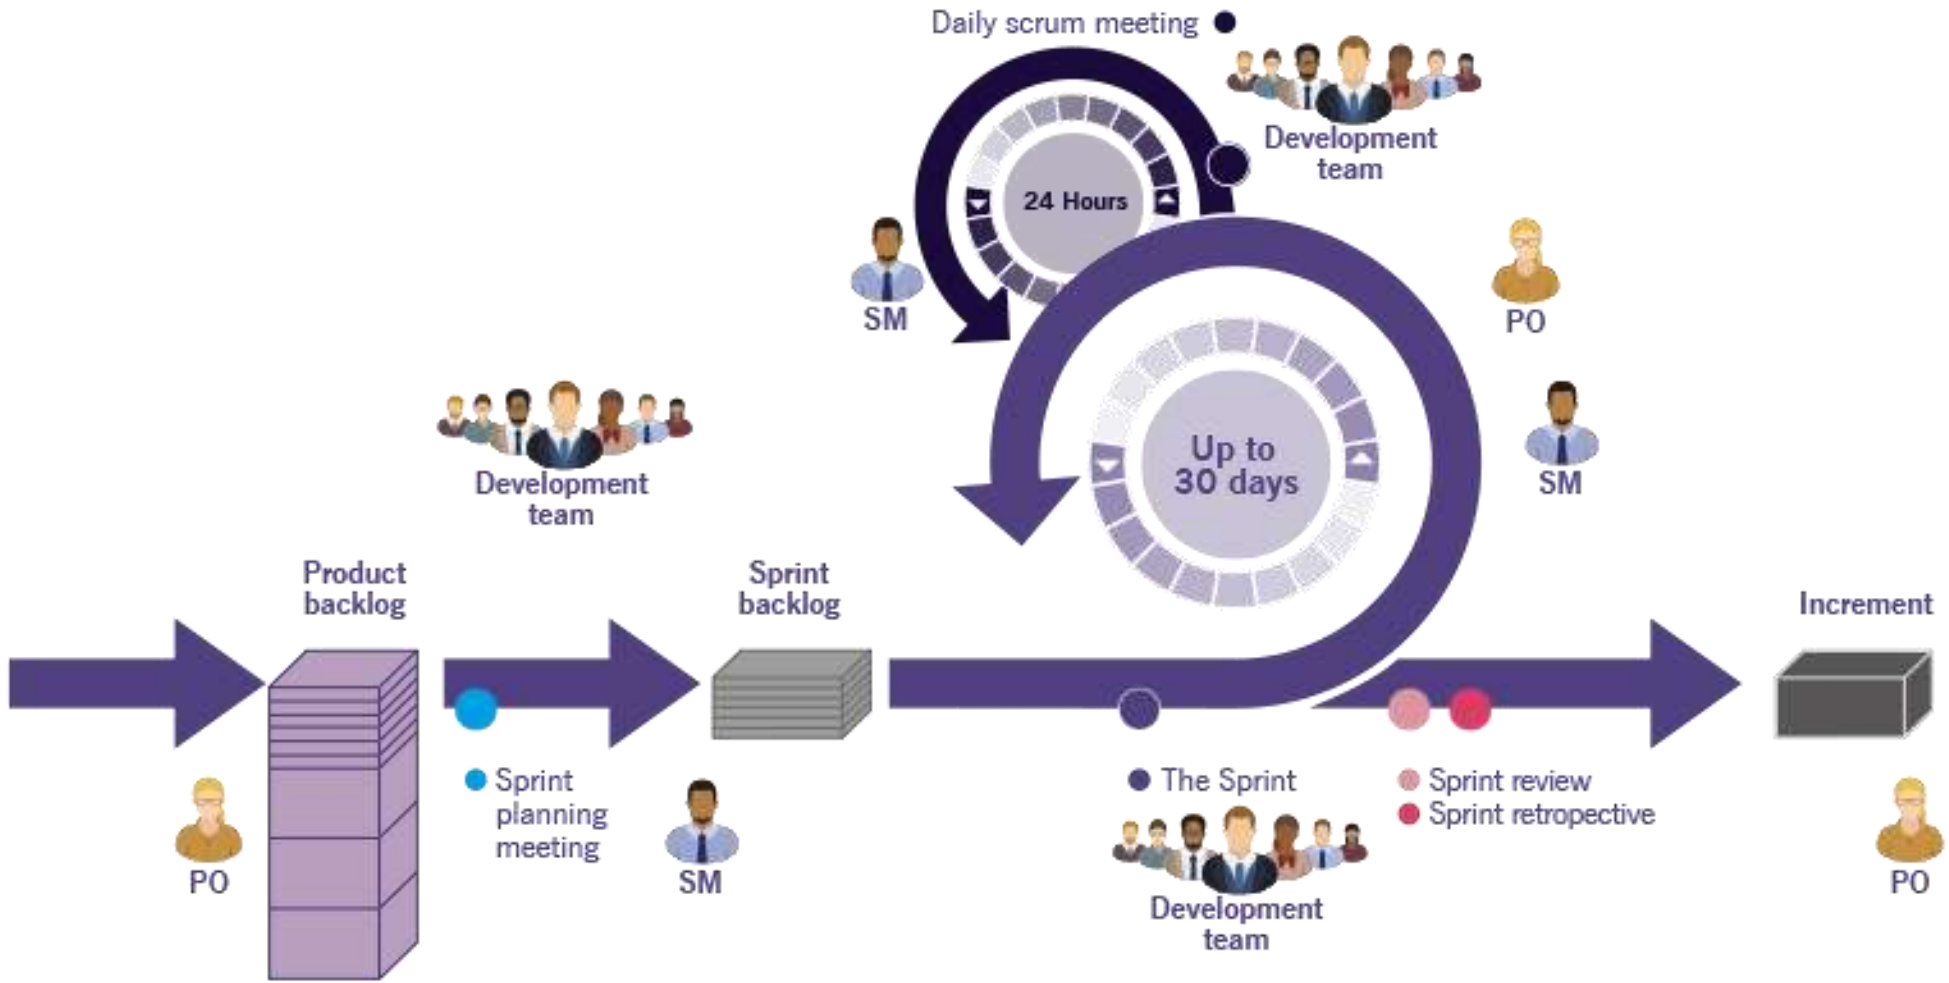 Daily scrum meeting
Development
team
24 Hours
SM
PO
Up to
30 days
SM
Development
team
Product
backlog
Sprint
backlog
Increment
Sprint
planning
meeting
The Sprint
Sprint review
Sprint retropective
PO
SM
Development
team
PO